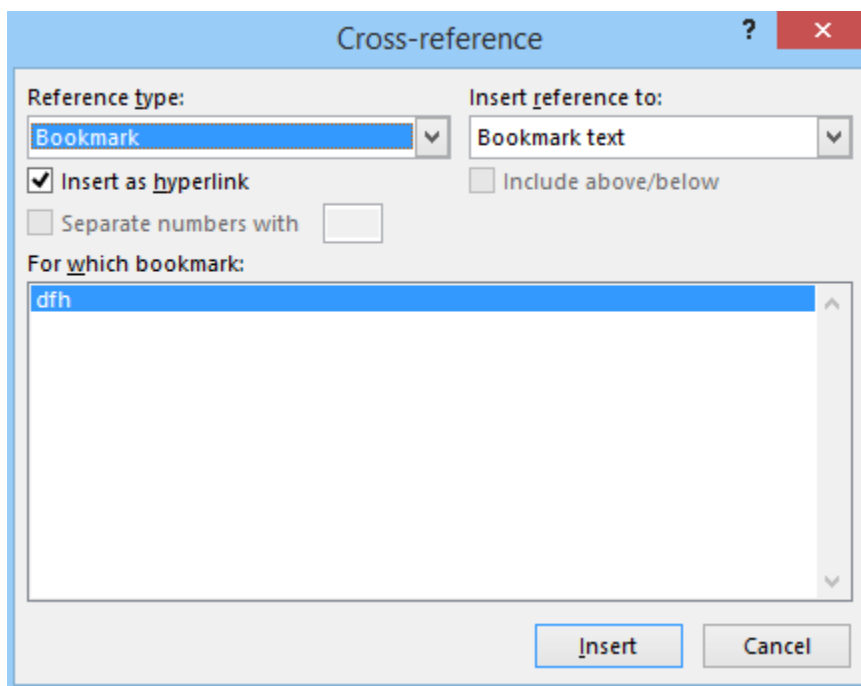 Cross-reference
?
Reference type:
Insert reference to:
Bookmark
Bookmark text
Insert as hyperlink
Include above/below
Separate numbers with
For which bookmark:
dfh
Insert
Cancel